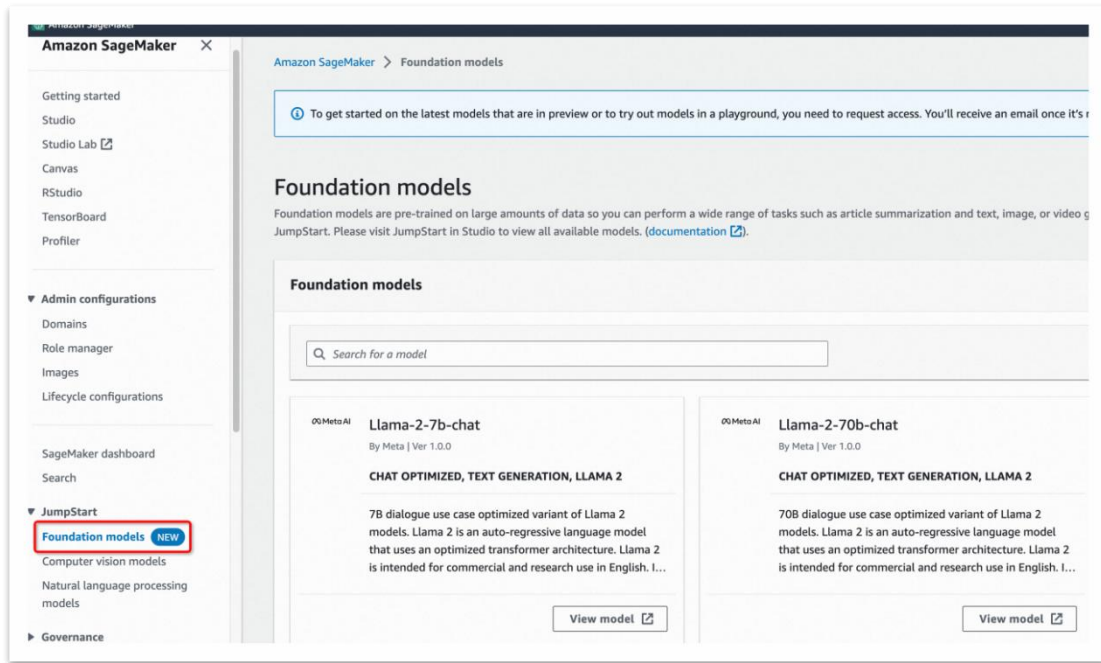 Amazon SageMaker
Amazon SageMaker
Getting started
Studio
Studio Lab
Canvas
RStudio
TensorBoard
Profiler
Admin configurations
Domains
Role manager
Images
Lifecycle configurations
SageMaker dashboard
Search
JumpStart
Foundation models NEW
Computer vision models
Natural language processing
models
Governance
Amazon SageMaker > Foundation models
To get started on the latest models that are in preview or to try out models in a playground, you need to request access. You'll receive an email once it's
Foundation models
Foundation models are pre-trained on large amounts of data so you can perform a wide range of tasks such as article summarization and text, image, or video
JumpStart. Please visit JumpStart in Studio to view all available models. (documentation).
Foundation models
Search for a model
Meta AI
Llama-2-7b-chat
By Meta | Ver 1.0.0
CHAT OPTIMIZED, TEXT GENERATION, LLAMA 2
7B dialogue use case optimized variant of Llama 2
models. Llama 2 is an auto-regressive language model
that uses an optimized transformer architecture. Llama 2
is intended for commercial and research use in English. I...
View model
Meta AI
Llama-2-70b-chat
By Meta | Ver 1.0.0
CHAT OPTIMIZED, TEXT GENERATION, LLAMA 2
70B dialogue use case optimized variant of Llama 2
models. Llama 2 is an auto-regressive language model
that uses an optimized transformer architecture. Llama 2
is intended for commercial and research use in English. I...
View model